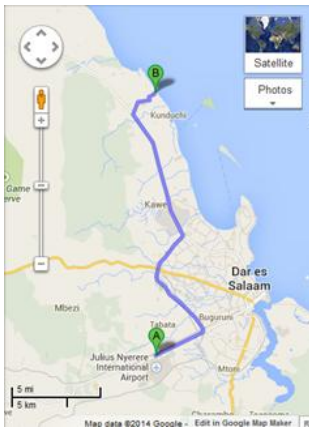 Satellite
Photos
B
Kunduchi
Game
erve
Kawe
Dar es
Salaam
Mbezi
Buguruni
Tabata
A
Julius Nyerere
International
Airport
Mtoni
5 mi
5 km
Map data ©2014 Google -
Edit in Google Map Maker